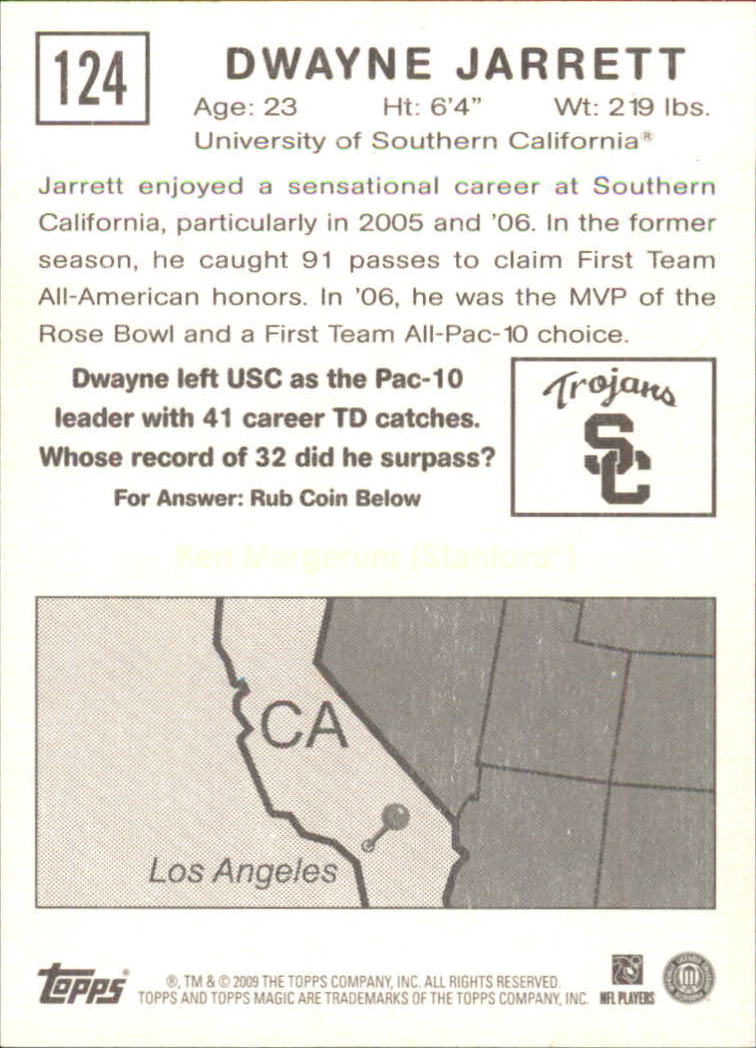 124
DWAYNE JARRETT
Age: 23 Ht: 6'4" Wt: 219 lbs.
University of Southern California®
Jarrett enjoyed a sensational career at Southern
California, particularly in 2005 and '06. In the former
season, he caught 91 passes to claim First Team
All-American honors. In '06, he was the MVP of the
Rose Bowl and a First Team All-Pac-10 choice.
Dwayne left USC as the Pac-10
leader with 41 career TD catches.
Whose record of 32 did he surpass?
For Answer: Rub Coin Below
Trojans
SC
Ken Margerum (Stanford®)
CA
Los Angeles
Topps®
®, TM & © 2009 THE TOPPS COMPANY, INC. ALL RIGHTS RESERVED.
TOPPS AND TOPPS MAGIC ARE TRADEMARKS OF THE TOPPS COMPANY, INC.
NFL PLAYERS